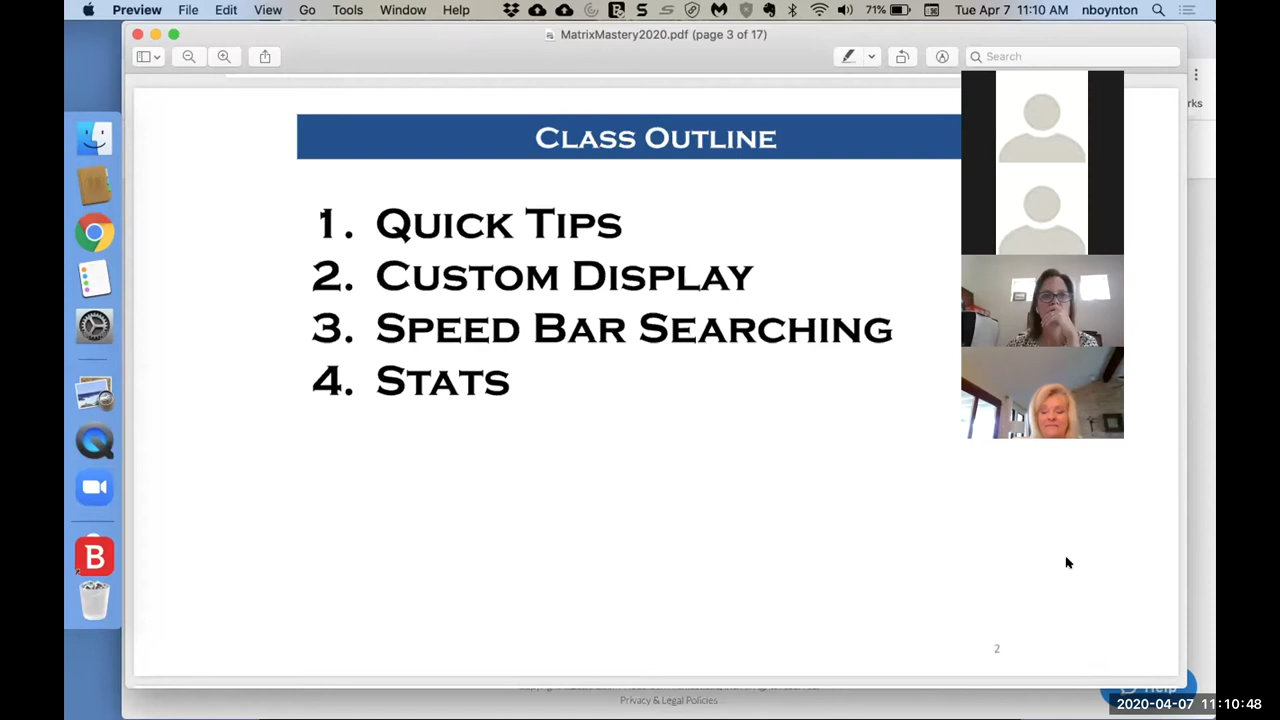 Preview File Edit View Go Tools Window Help 71% Tue Apr 7 11:10 AM nboynton
MatrixMastery2020.pdf (page 3 of 17)
Search
rks
CLASS OUTLINE
1. QUICK TIPS
2. CUSTOM DISPLAY
3. SPEED BAR SEARCHING
4. STATS
B
2
Help
Privacy & Legal Policies
2020-04-07 11:10:48